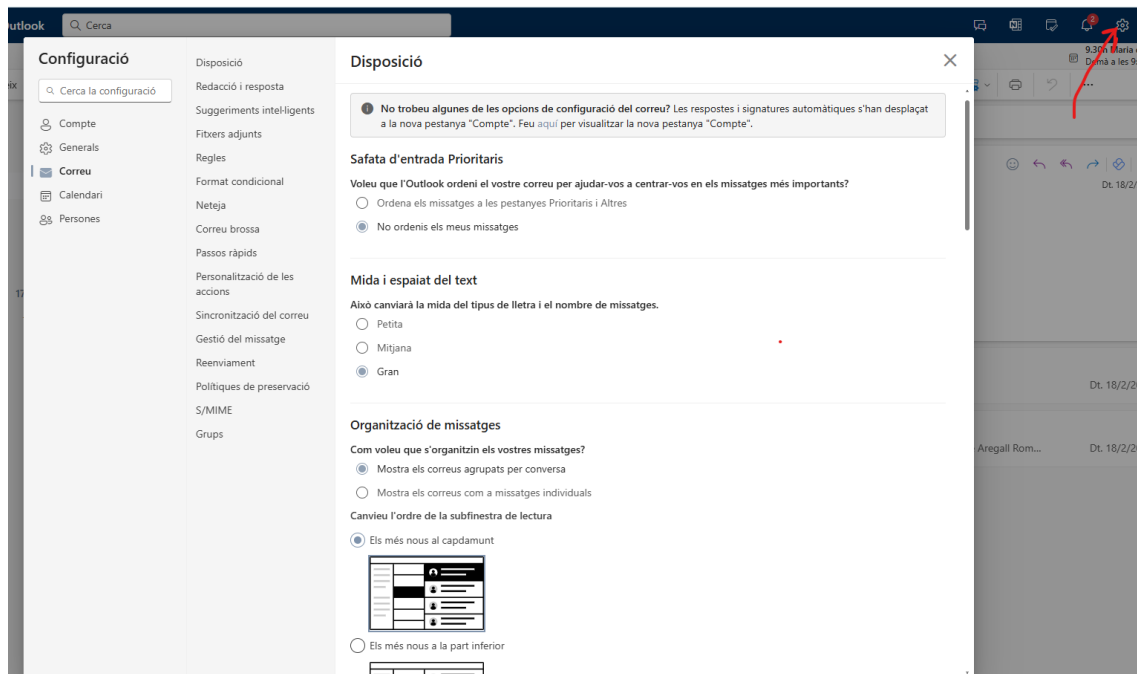 utlook
Cerca
2
9.30h Maria
Demà a les 9:
Configuració
Cerca la configuració
Compte
Generals
Correu
Calendari
Persones
Disposició
Redacció i resposta
Suggeriments intel·ligents
Fitxers adjunts
Regles
Format condicional
Neteja
Correu brossa
Passos ràpids
Personalització de les
accions
Sincronització del correu
Gestió del missatge
Reenviament
Polítiques de preservació
S/MIME
Grups
Disposició
No trobeu algunes de les opcions de configuració del correu? Les respostes i signatures automàtiques s'han desplaçat
a la nova pestanya "Compte". Feu aquí per visualitzar la nova pestanya "Compte".
Safata d'entrada Prioritaris
Voleu que l'Outlook ordeni el vostre correu per ajudar-vos a centrar-vos en els missatges més importants?
Ordena els missatges a les pestanyes Prioritaris i Altres
No ordenis els meus missatges
Mida i espaiat del text
Això canviarà la mida del tipus de lletra i el nombre de missatges.
Petita
Mitjana
Gran
Organització de missatges
Com voleu que s'organitzin els vostres missatges?
Mostra els correus agrupats per conversa
Mostra els correus com a missatges individuals
Canvieu l'ordre de la subfinestra de lectura
Els més nous al capdamunt
Els més nous a la part inferior
eix
17
Dt. 18/2/
Dt. 18/2/2
Aregall Rom...
Dt. 18/2/2